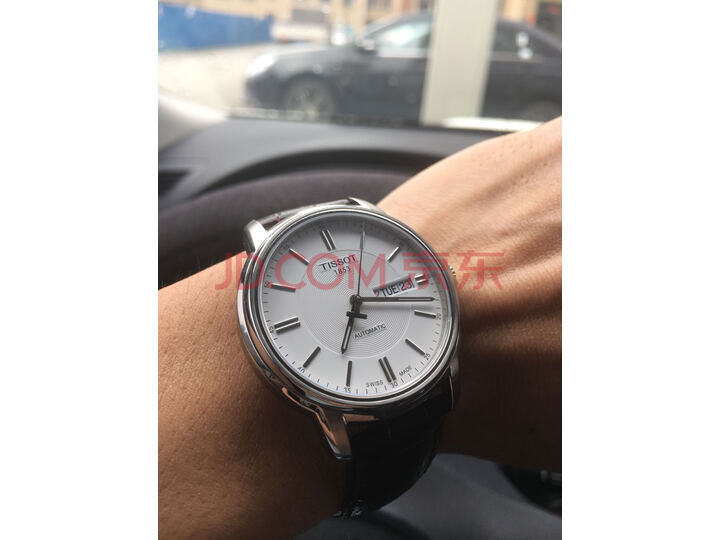 TISSOT
1853
JD.COM 京东
TUE 23
AUTOMATIC
SWISS MADE